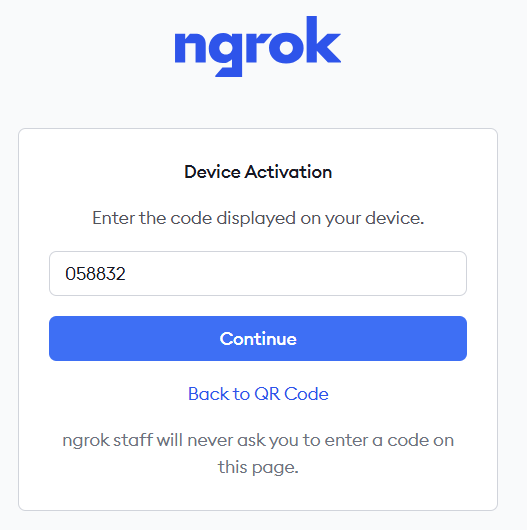 ngrok
Device Activation
Enter the code displayed on your device.
058832
Continue
Back to QR Code
ngrok staff will never ask you to enter a code on
this page.